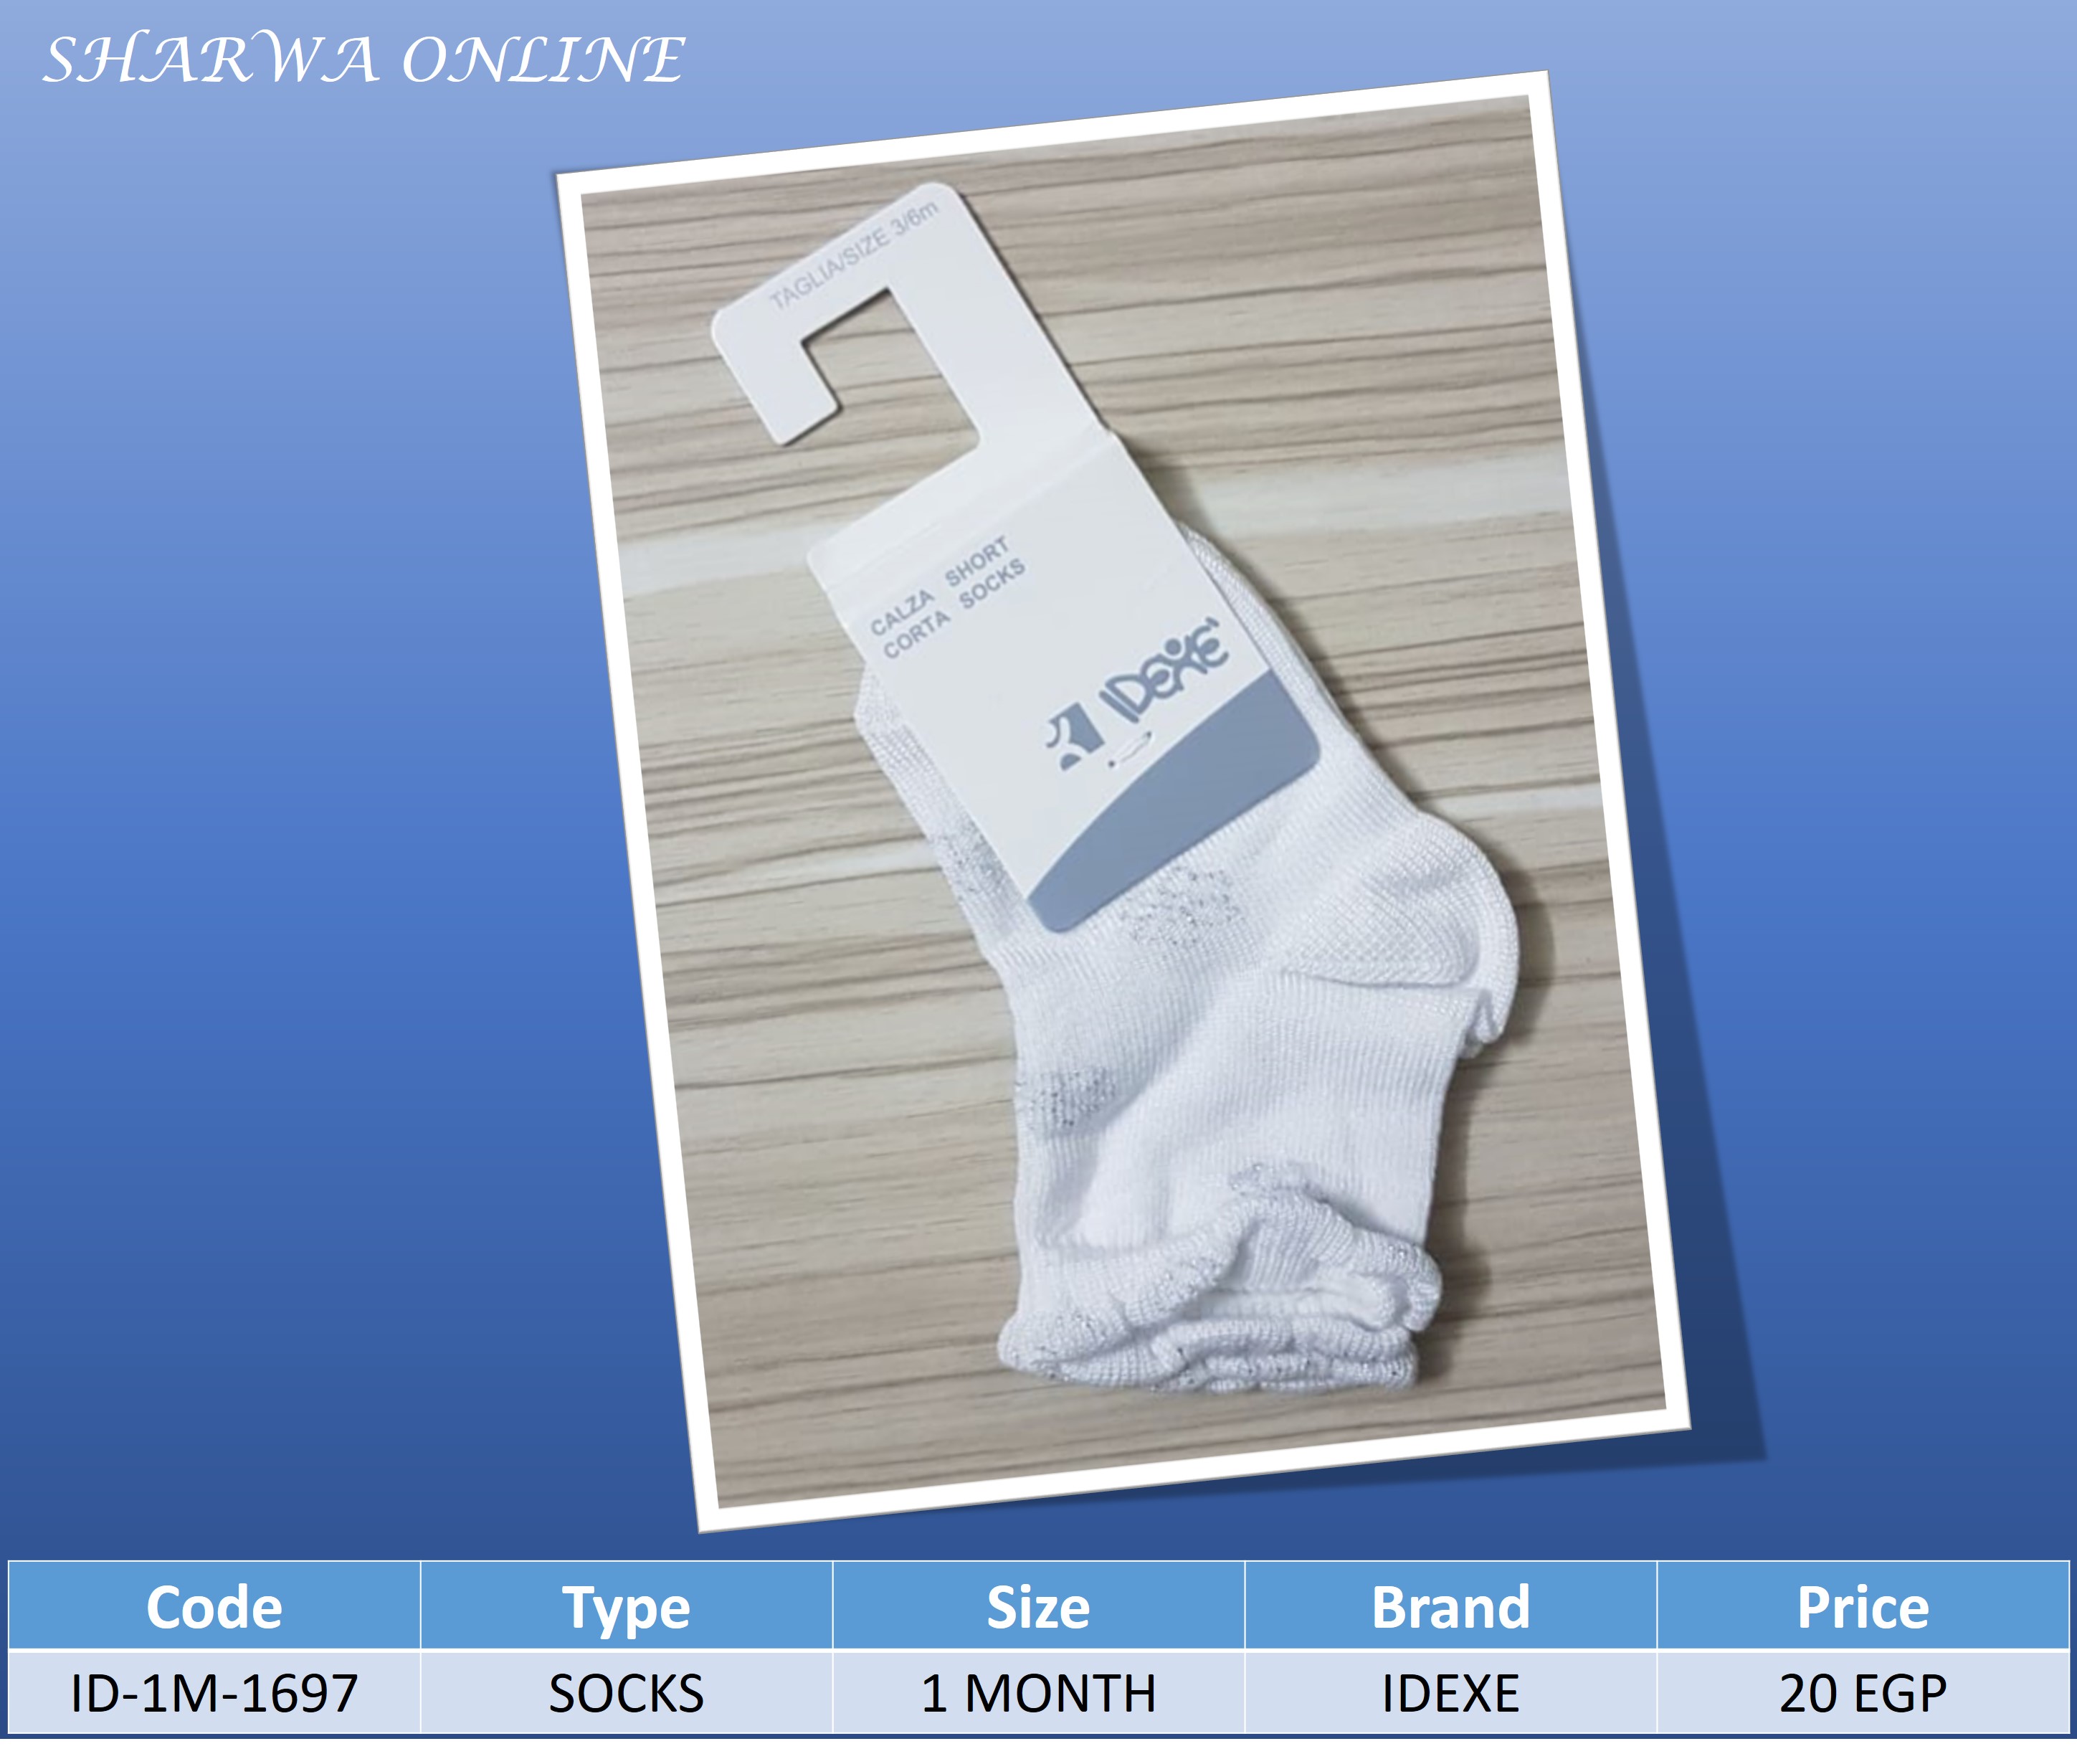 SHARWA ONLINE
TAGLIA/SIZE 3/6m
CALZA SHORT
CORTA SOCKS
IDEXE'
Code Type Size Brand Price
ID-1M-1697 SOCKS 1 MONTH IDEXE 20 EGP